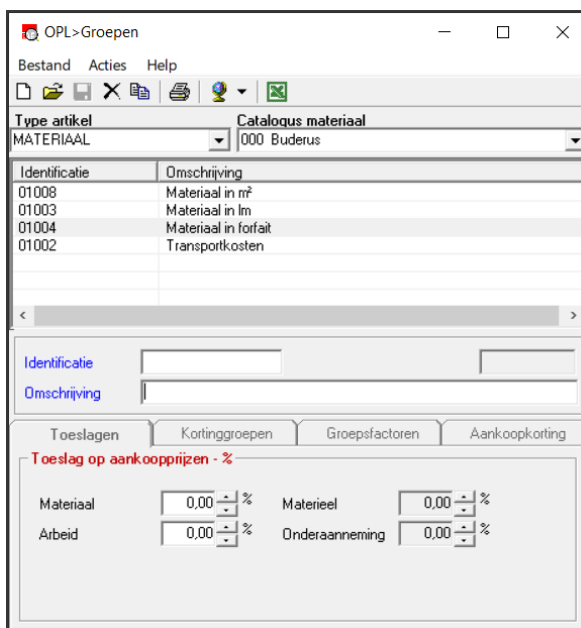 OPL>Groepen
Bestand Acties Help
Type artikel Catalogus materiaal
MATERIAAL 000 Buderus
Identificatie Omschrijving
01008 Materiaal in m²
01003 Materiaal in lm
01004 Materiaal in forfait
01002 Transportkosten
Identificatie
Omschrijving
Toeslagen Kortinggroepen Groepsfactoren Aankoopkorting
Toeslag op aankoopprijzen - %
Materiaal 0,00 % Materieel 0,00 %
Arbeid 0,00 % Onderaanneming 0,00 %